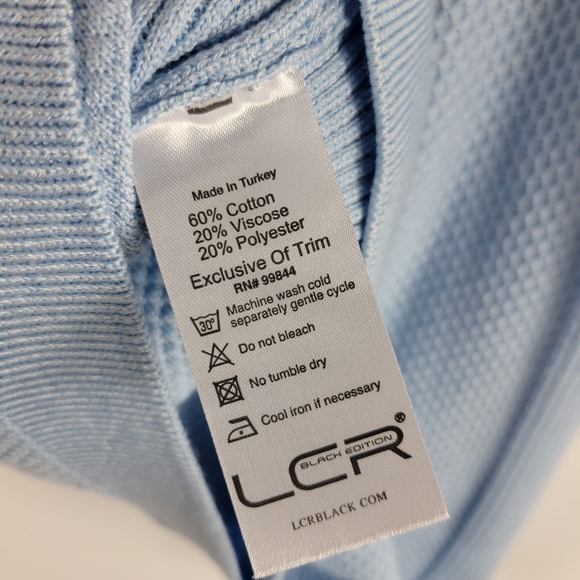 Made In Turkey
60% Cotton
20% Viscose
20% Polyester
Exclusive Of Trim
RN# 99844
30°
Machine wash cold
separately gentle cycle
Do not bleach
No tumble dry
Cool iron if necessary
LCR®
BLACK EDITION
LCRBLACK COM